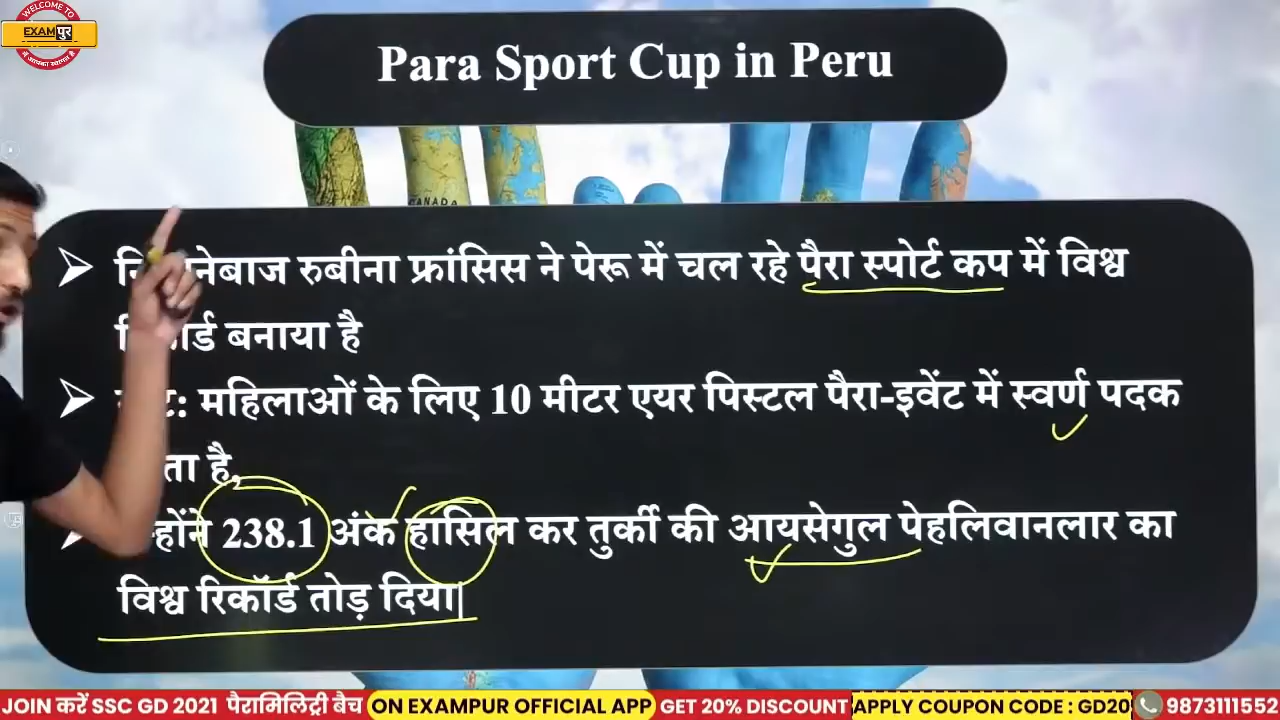 WELCOME TO
EXAMपुर
Para Sport Cup in Peru
CANADA
रुबीना फ्रांसिस ने पेरू में चल रहे पैरा स्पोर्ट कप में विश्व
बनाया है
महिलाओं के लिए 10 मीटर एयर पिस्टल पैरा-इवेंट में स्वर्ण पदक
है,
238.1 अंक हासिल कर तुर्की की आयसेगुल पेहलिवानलार का
विश्व रिकॉर्ड तोड़ दिया|
JOIN करें SSC GD 2021 पैरामिलिट्री बैच ON EXAMPUR OFFICIAL APP GET 20% DISCOUNT APPLY COUPON CODE : GD20 9873111552